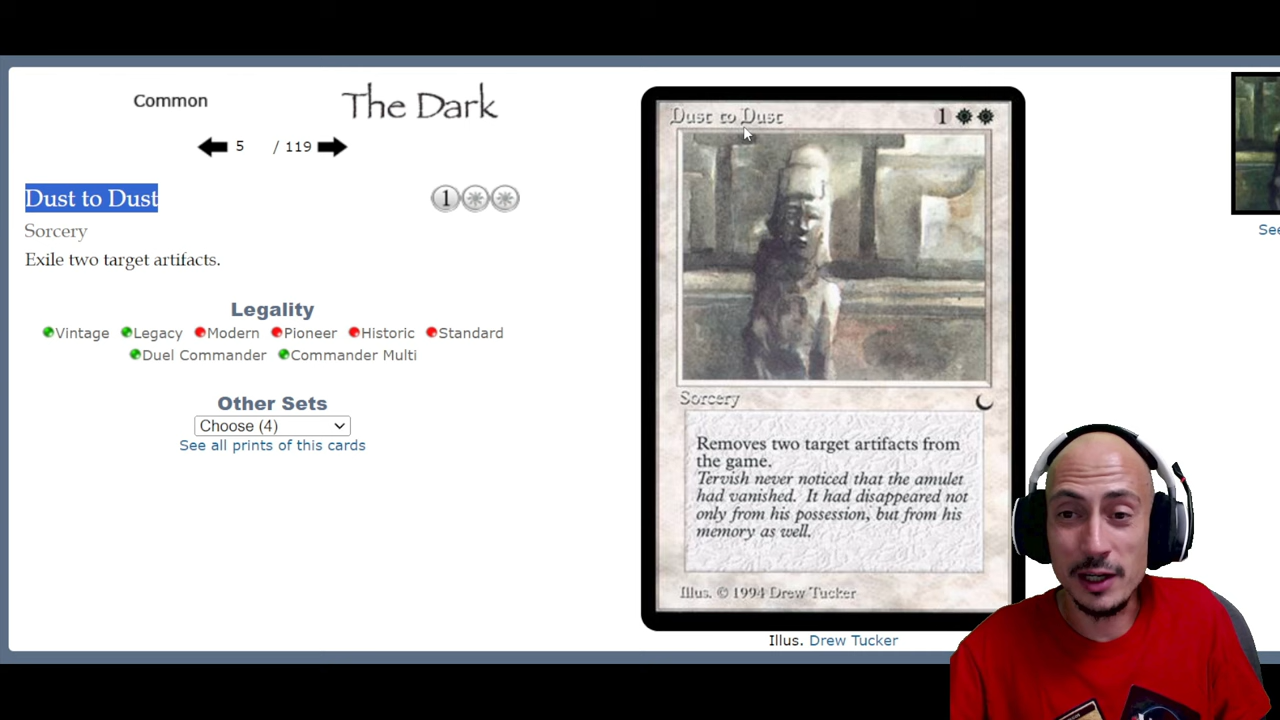 Common
The Dark
5 / 119
Dust to Dust
1
Sorcery
Exile two target artifacts.
Legality
Vintage Legacy Modern Pioneer Historic Standard
Duel Commander Commander Multi
Other Sets
Choose (4)
See all prints of this cards
Dust to Dust 1
Sorcery
Removes two target artifacts from
the game.
Tervish never noticed that the amulet
had vanished. It had disappeared not
only from his possession, but from his
memory as well.
Illus. © 1994 Drew Tucker
Illus. Drew Tucker
See